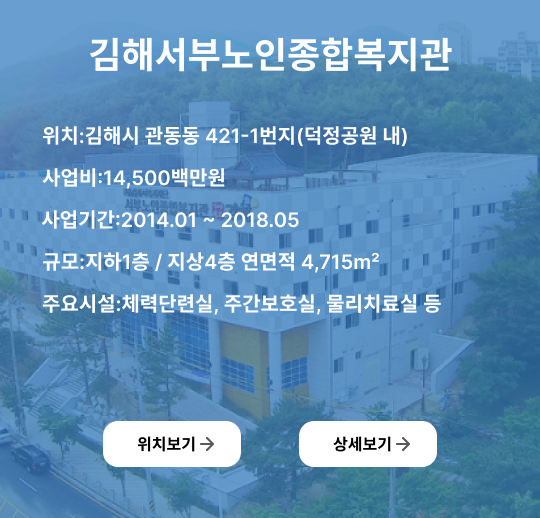 김해서부노인종합복지관
위치:김해시 관동동 421-1번지(덕정공원 내)
사업비:14,500백만원
사업기간:2014.01 ~ 2018.05
규모:지하1층 / 지상4층 연면적 4,715m²
주요시설:체력단련실, 주간보호실, 물리치료실 등
위치보기 →
상세보기 →